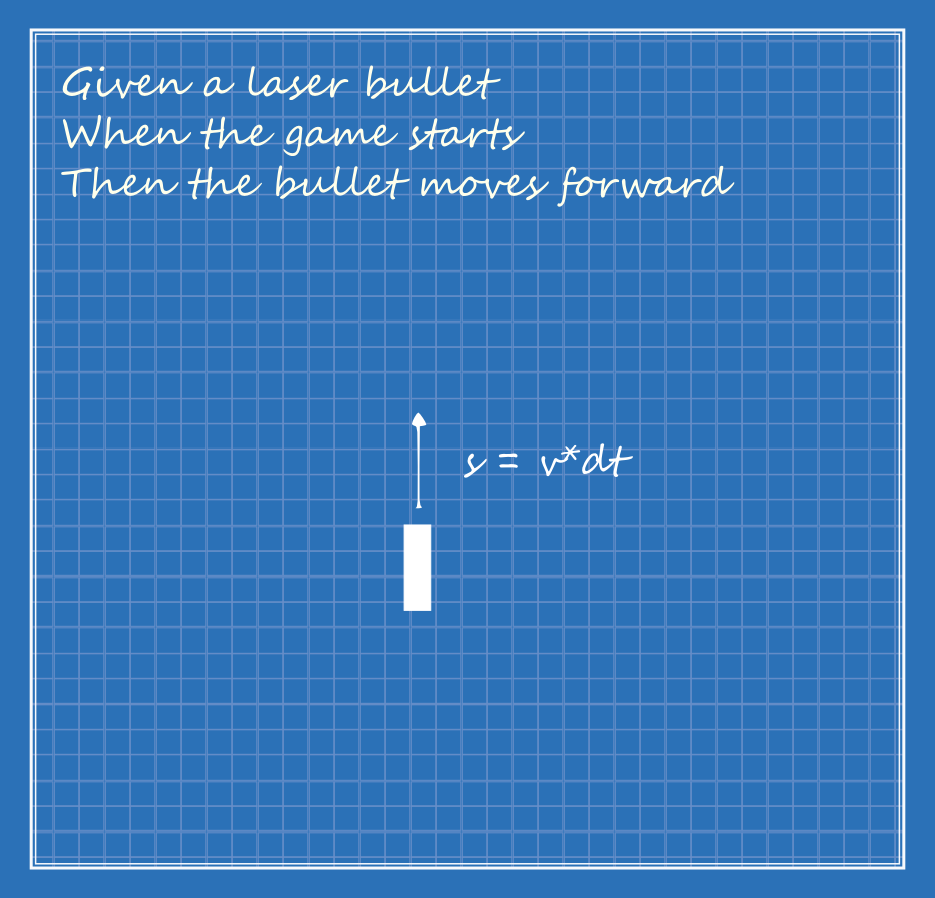 Given a laser bullet
When the game starts
Then the bullet moves forward
s = v*dt